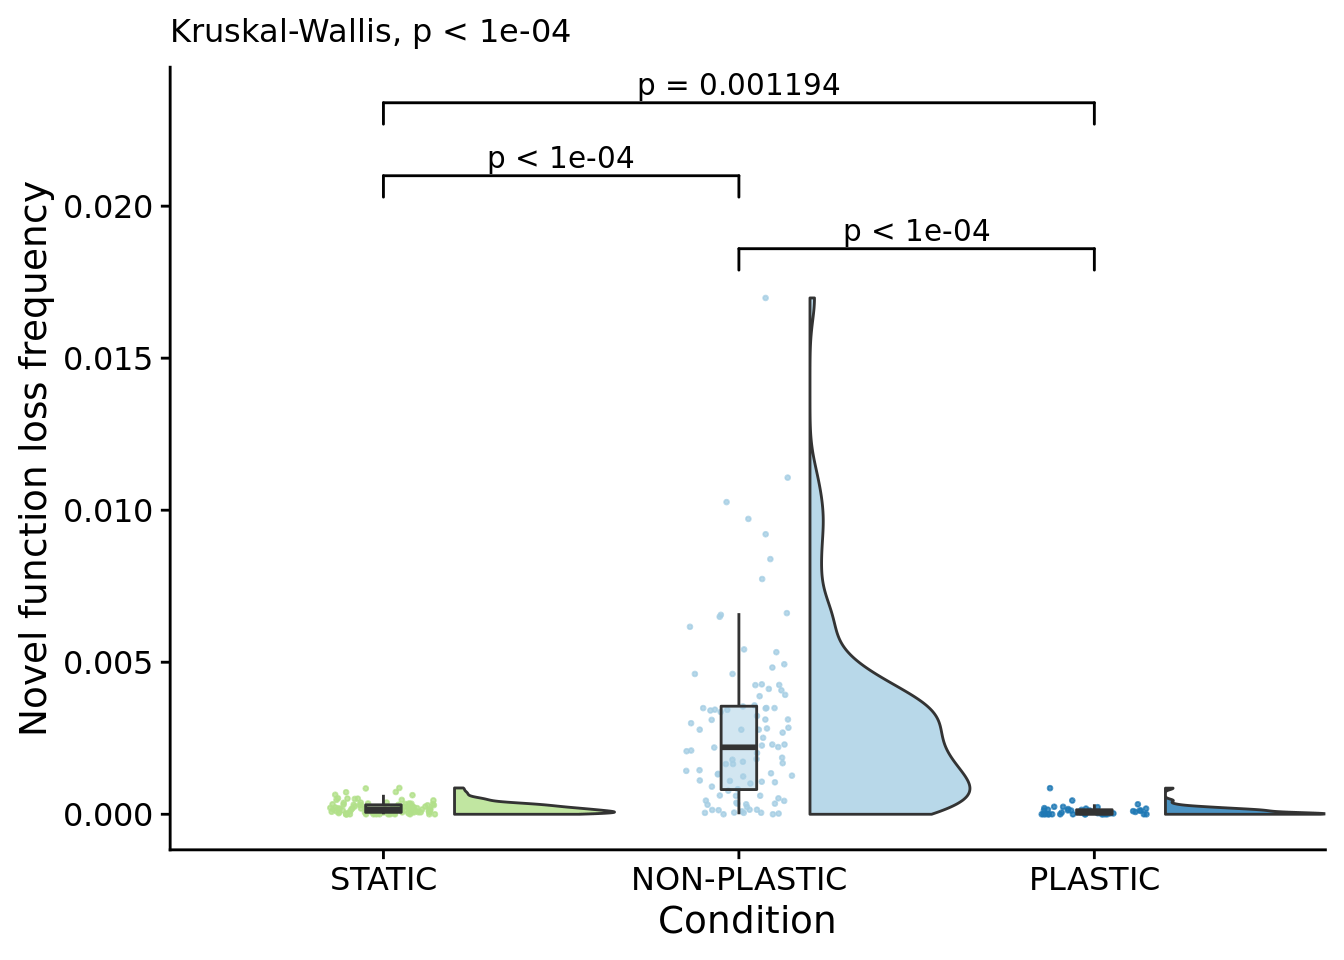 Kruskal-Wallis, p < 1e-04
p = 0.001194
p < 1e-04
p < 1e-04
Novel function loss frequency
0.020
0.015
0.010
0.005
0.000
STATIC
NON-PLASTIC
PLASTIC
Condition